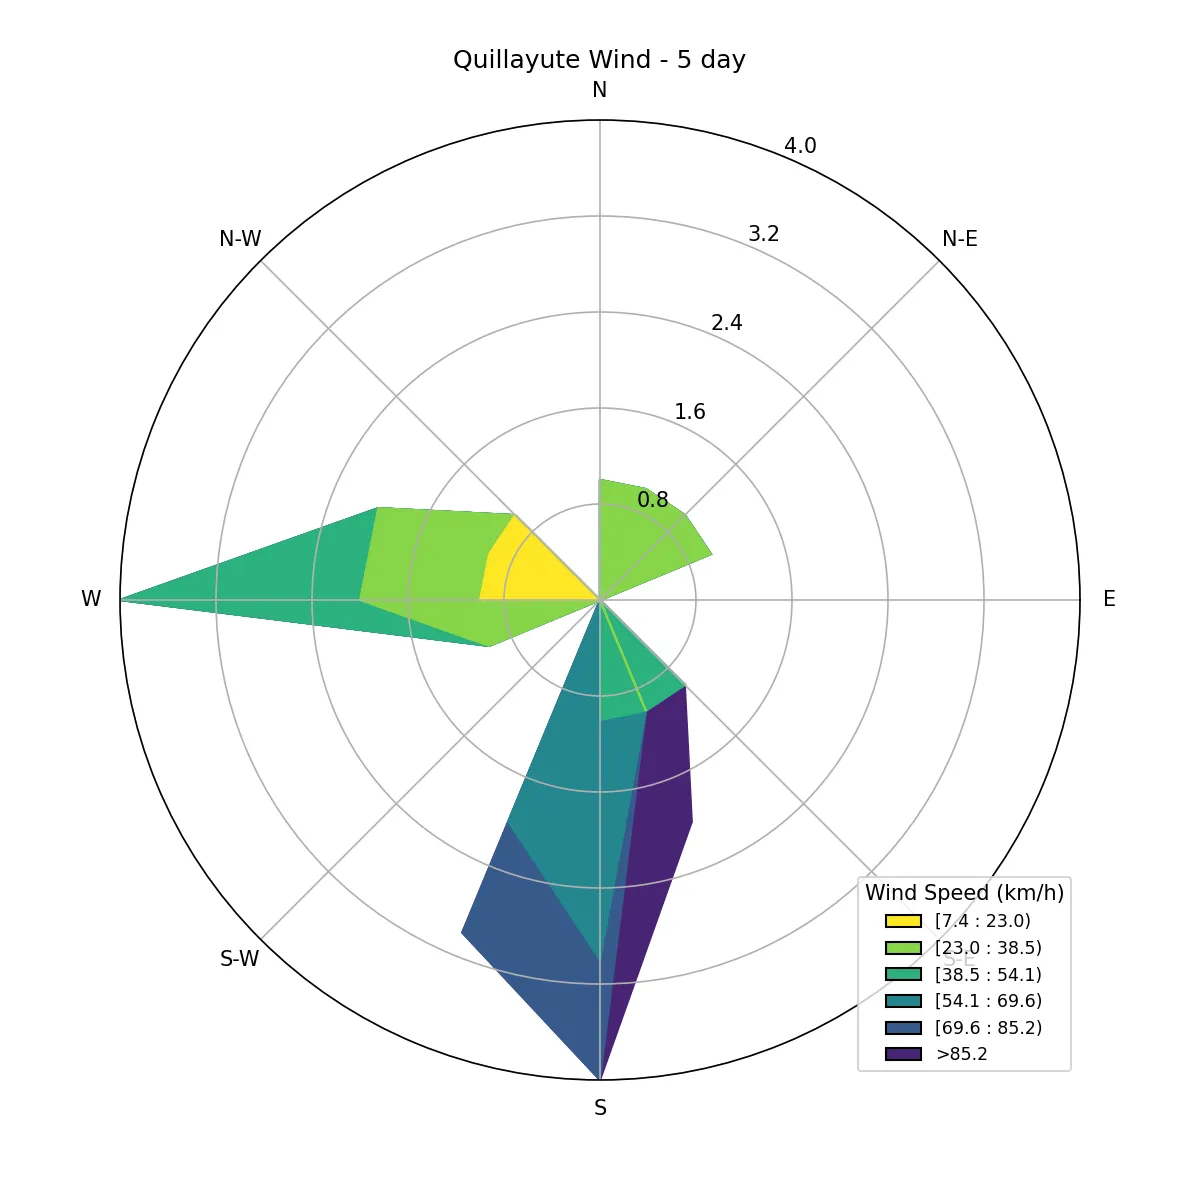 Quillayute Wind - 5 day
N
4.0
N-W
3.2
N-E
2.4
1.6
0.8
W
E
Wind Speed (km/h)
[7.4 : 23.0)
[23.0 : 38.5)
S-W
S-E
[38.5 : 54.1)
[54.1 : 69.6)
[69.6 : 85.2)
>85.2
S